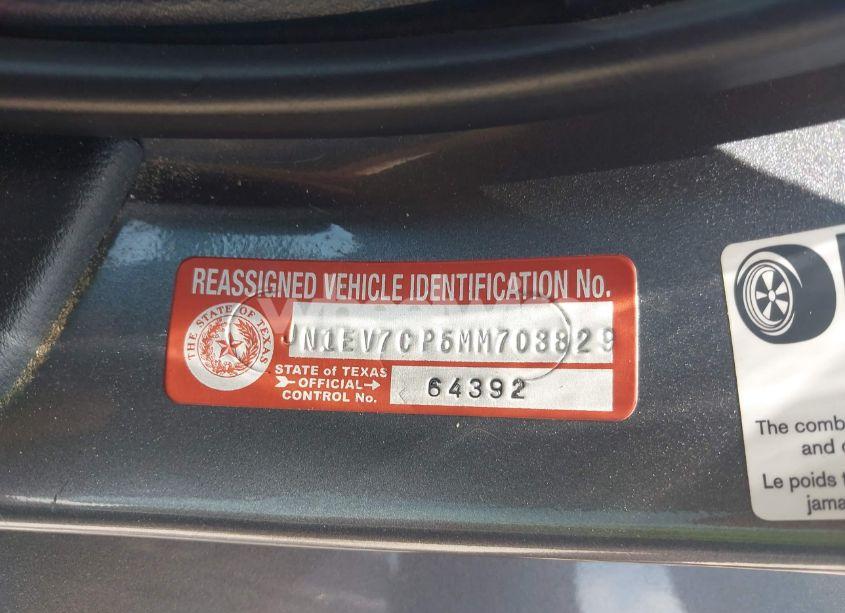 REASSIGNED VEHICLE IDENTIFICATION No.
THE STATE OF TEXAS
JN1EV7CP5MM703829
STATE of TEXAS
OFFICIAL
CONTROL No.
64392
The comb
and
Le poids
jama